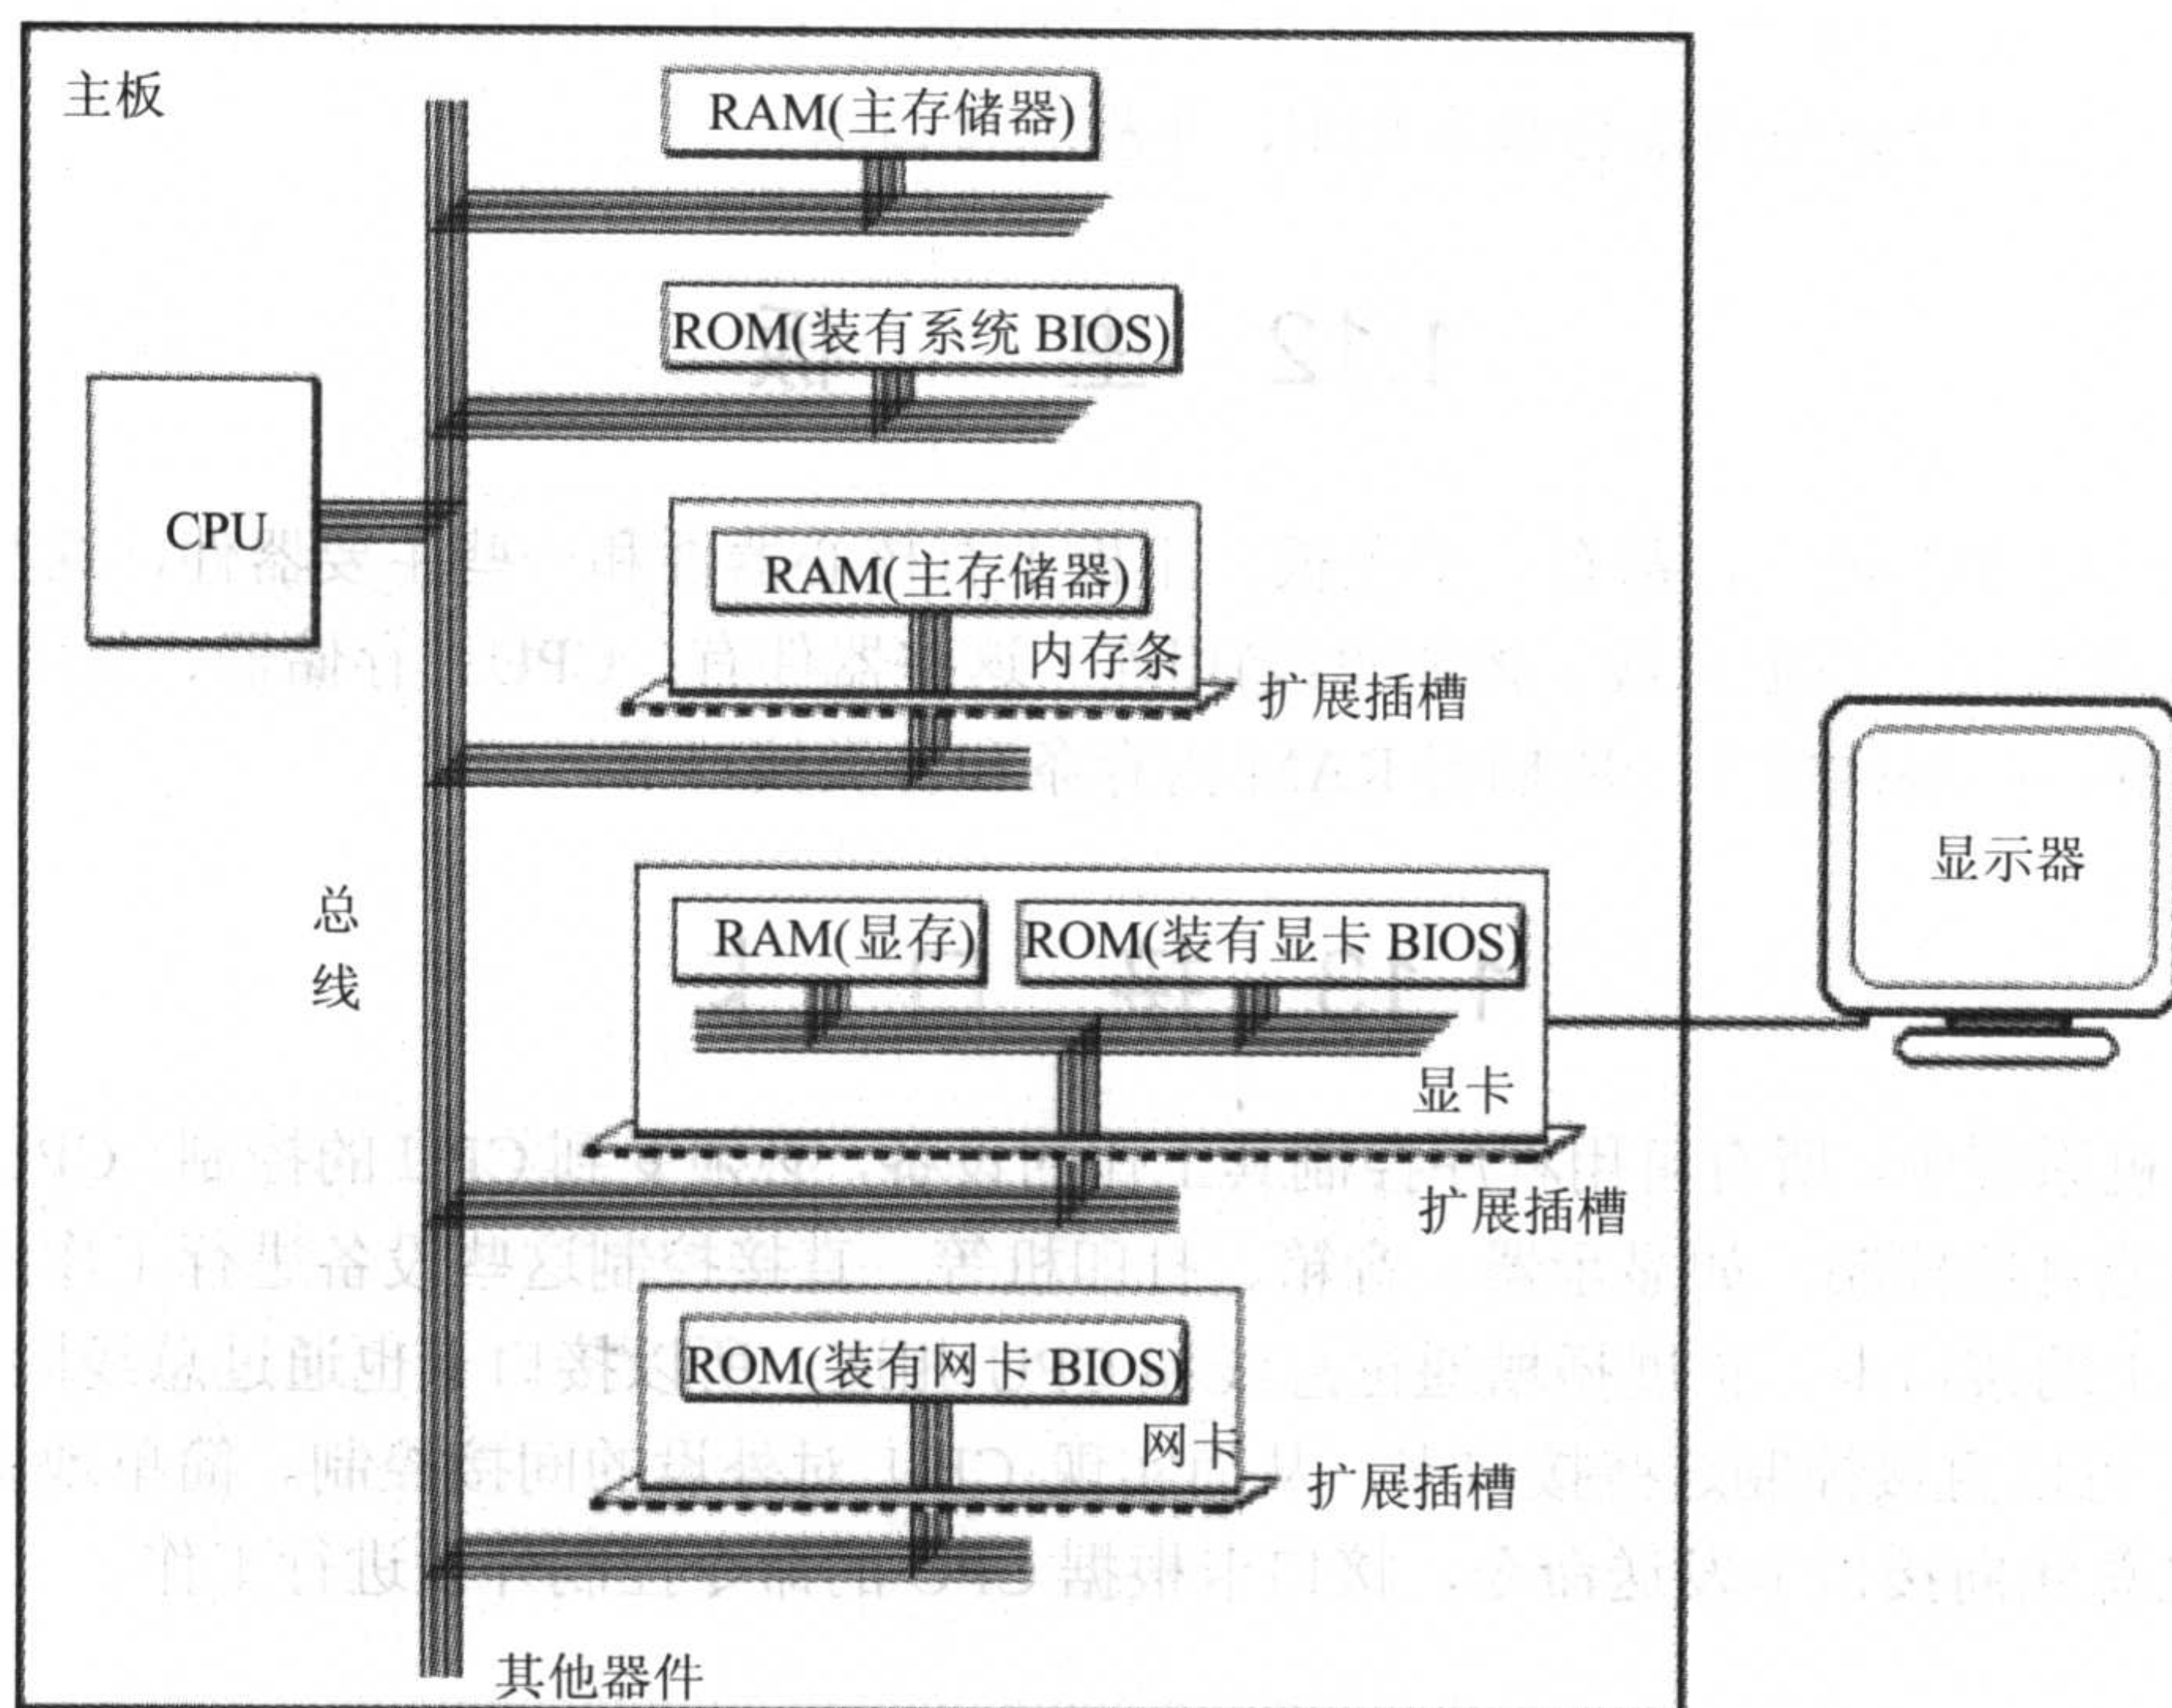 主板
RAM(主存储器)
ROM(装有系统 BIOS)
CPU
RAM(主存储器)
内存条
扩展插槽
总线
RAM(显存)
ROM(装有显卡 BIOS)
显卡
扩展插槽
显示器
ROM(装有网卡 BIOS)
网卡
扩展插槽
其他器件